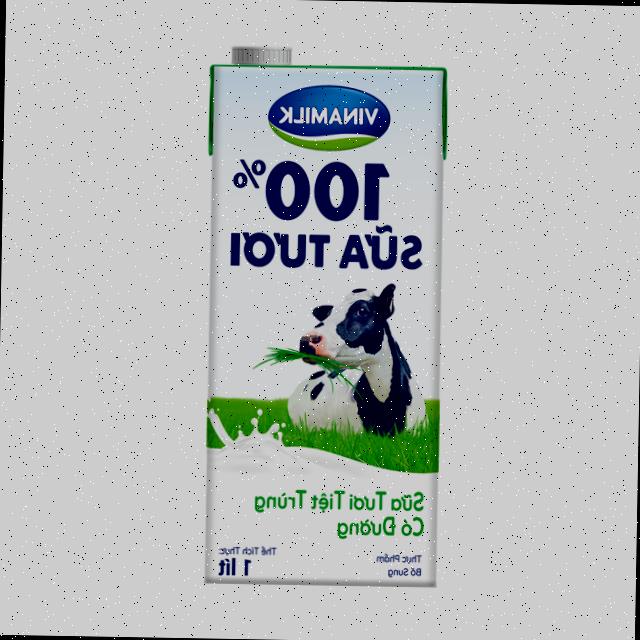 VINAMILK
100%
SỮA TƯƠI
Sữa Tươi Tiệt Trùng
Có Đường
Thực Phẩm
Bổ Sung
Thể Tích Thực
1 lít